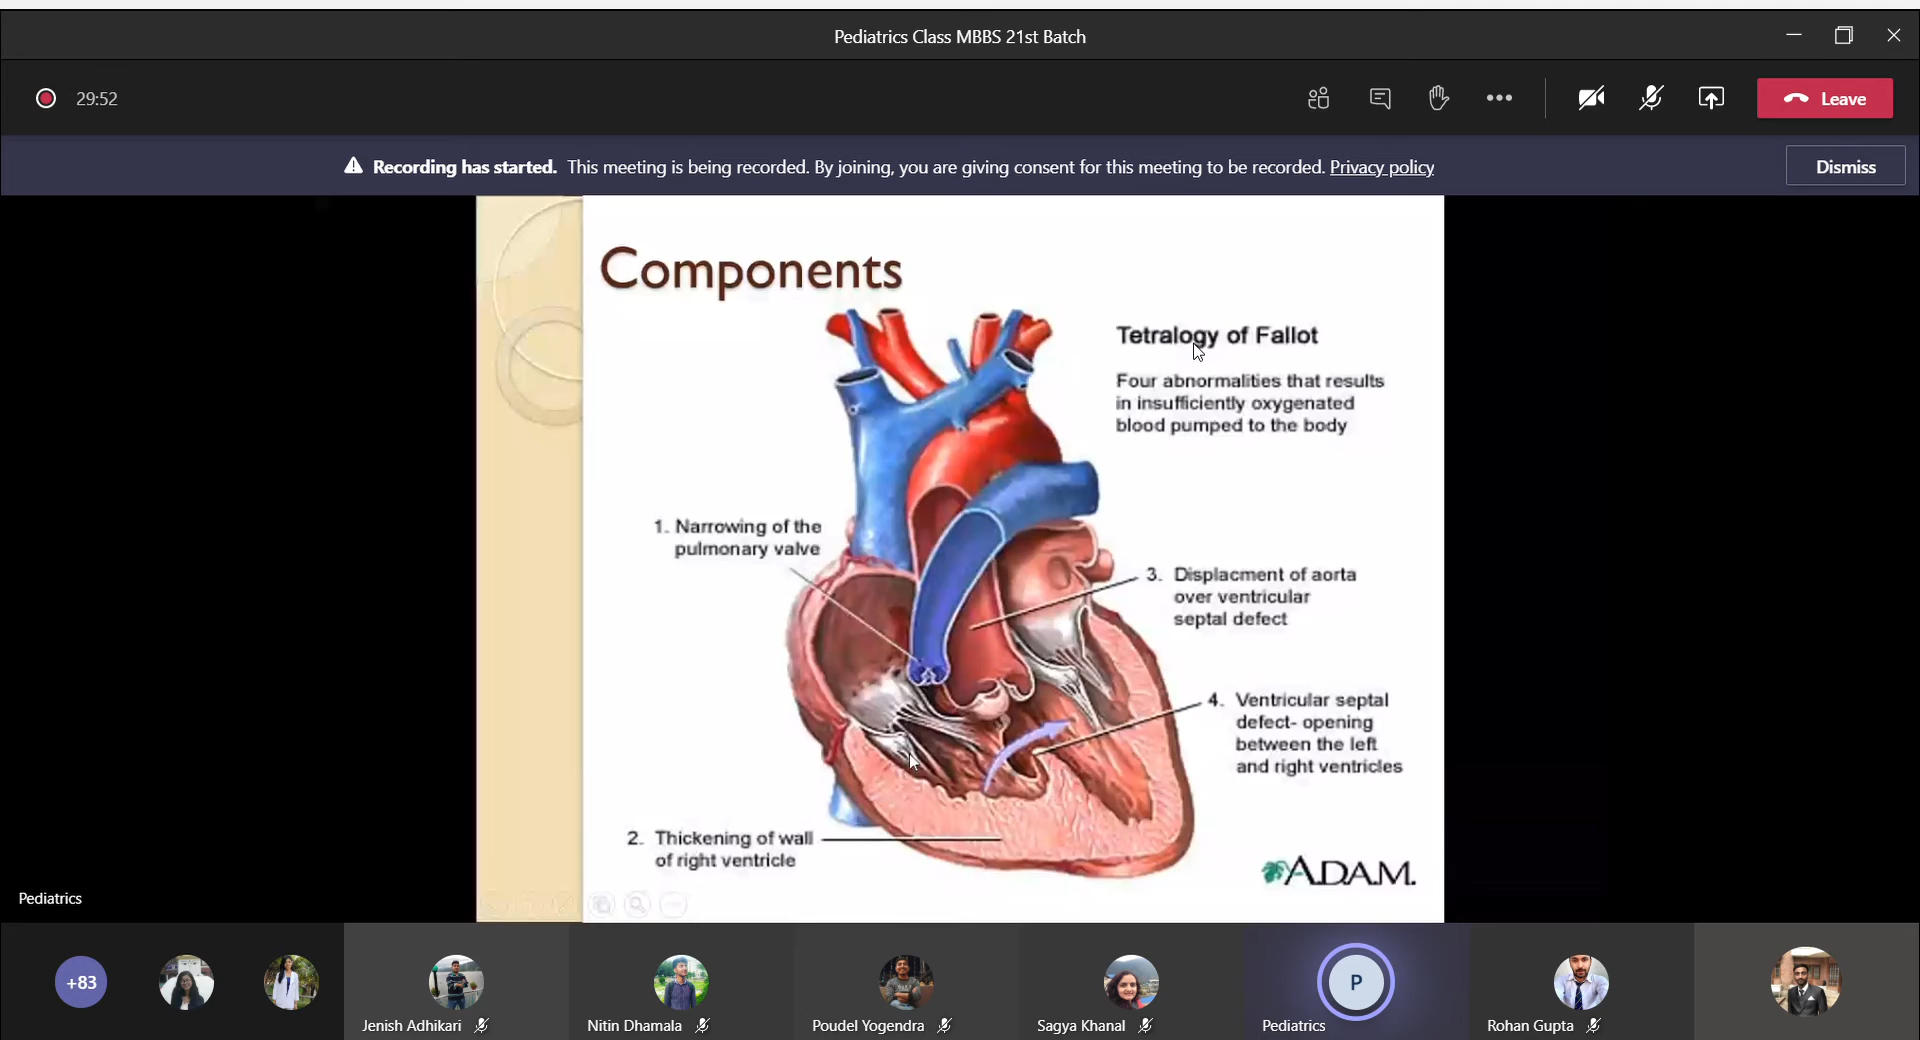 Pediatrics Class MBBS 21st Batch
29:52
Leave
Recording has started. This meeting is being recorded. By joining, you are giving consent for this meeting to be recorded. Privacy policy
Dismiss
Components
Tetralogy of Fallot
Four abnormalities that results
in insufficiently oxygenated
blood pumped to the body
1. Narrowing of the
pulmonary valve
3. Displacment of aorta
over ventricular
septal defect
4. Ventricular septal
defect- opening
between the left
and right ventricles
2. Thickening of wall
of right ventricle
A.D.A.M.
Pediatrics
+83
P
Jenish Adhikari
Nitin Dhamala
Poudel Yogendra
Sagya Khanal
Pediatrics
Rohan Gupta